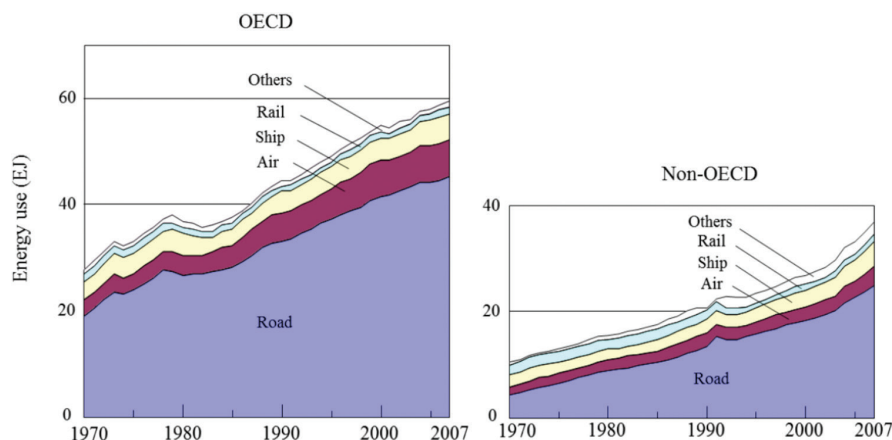 OECD
60
40
20
0
Energy use (EJ)
Others
Rail
Ship
Air
Road
1970 1980 1990 2000 2007
Non-OECD
40
20
0
Others
Rail
Ship
Air
Road
1970 1980 1990 2000 2007